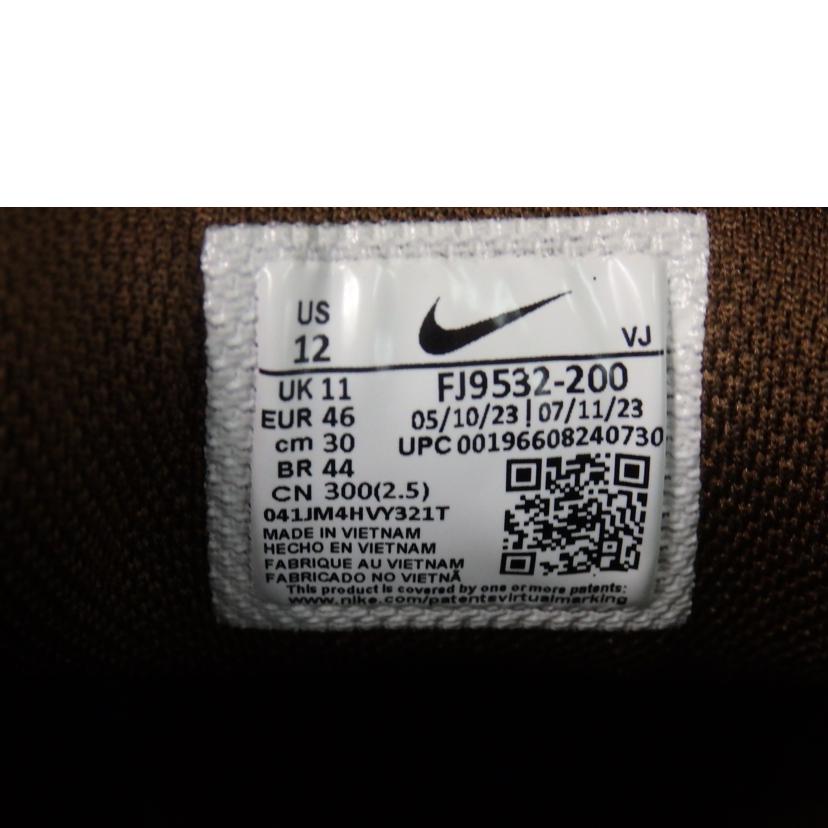 US
12
VJ
UK 11
EUR 46
cm 30
BR 44
CN 300(2.5)
FJ9532-200
05/10/23 | 07/11/23
UPC 00196608240730
041JM4HVY321T
MADE IN VIETNAM
HECHO EN VIETNAM
FABRIQUE AU VIETNAM
FABRICADO NO VIETNÃ
This product is covered by one or more patents:
www.nike.com/patentsvirtualmarking